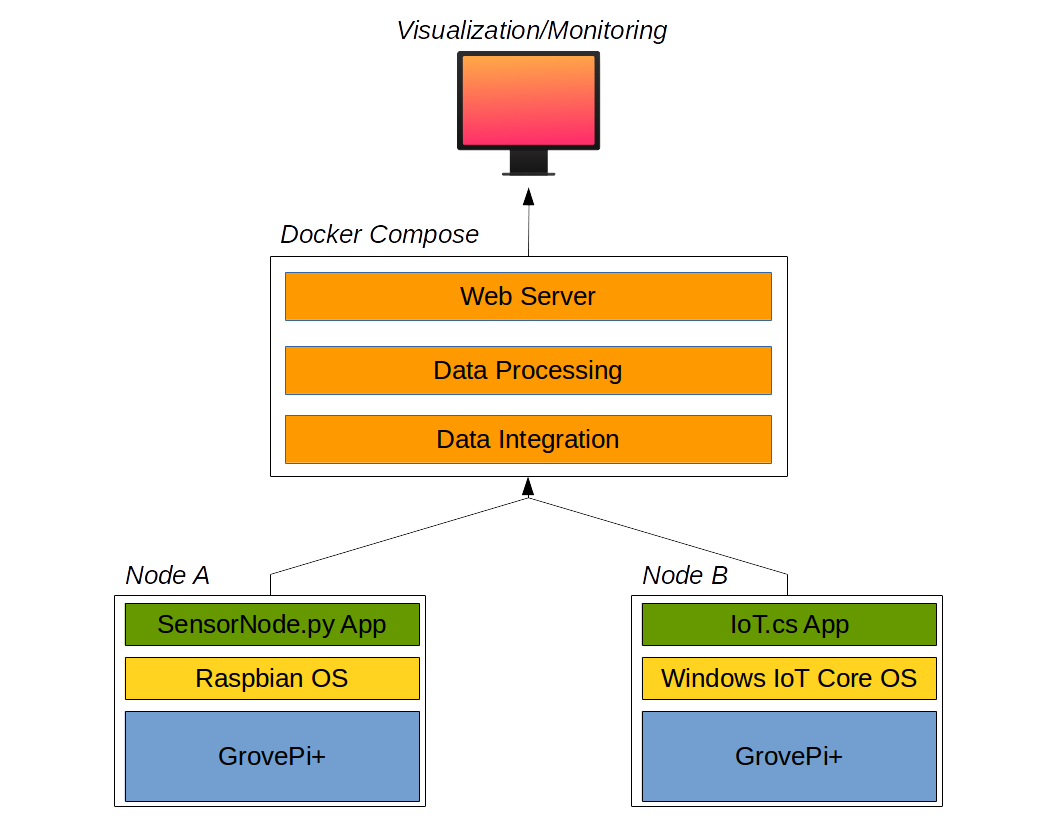 Visualization/Monitoring
Docker Compose
Web Server
Data Processing
Data Integration
Node A
SensorNode.py App
Raspbian OS
GrovePi+
Node B
IoT.cs App
Windows IoT Core OS
GrovePi+